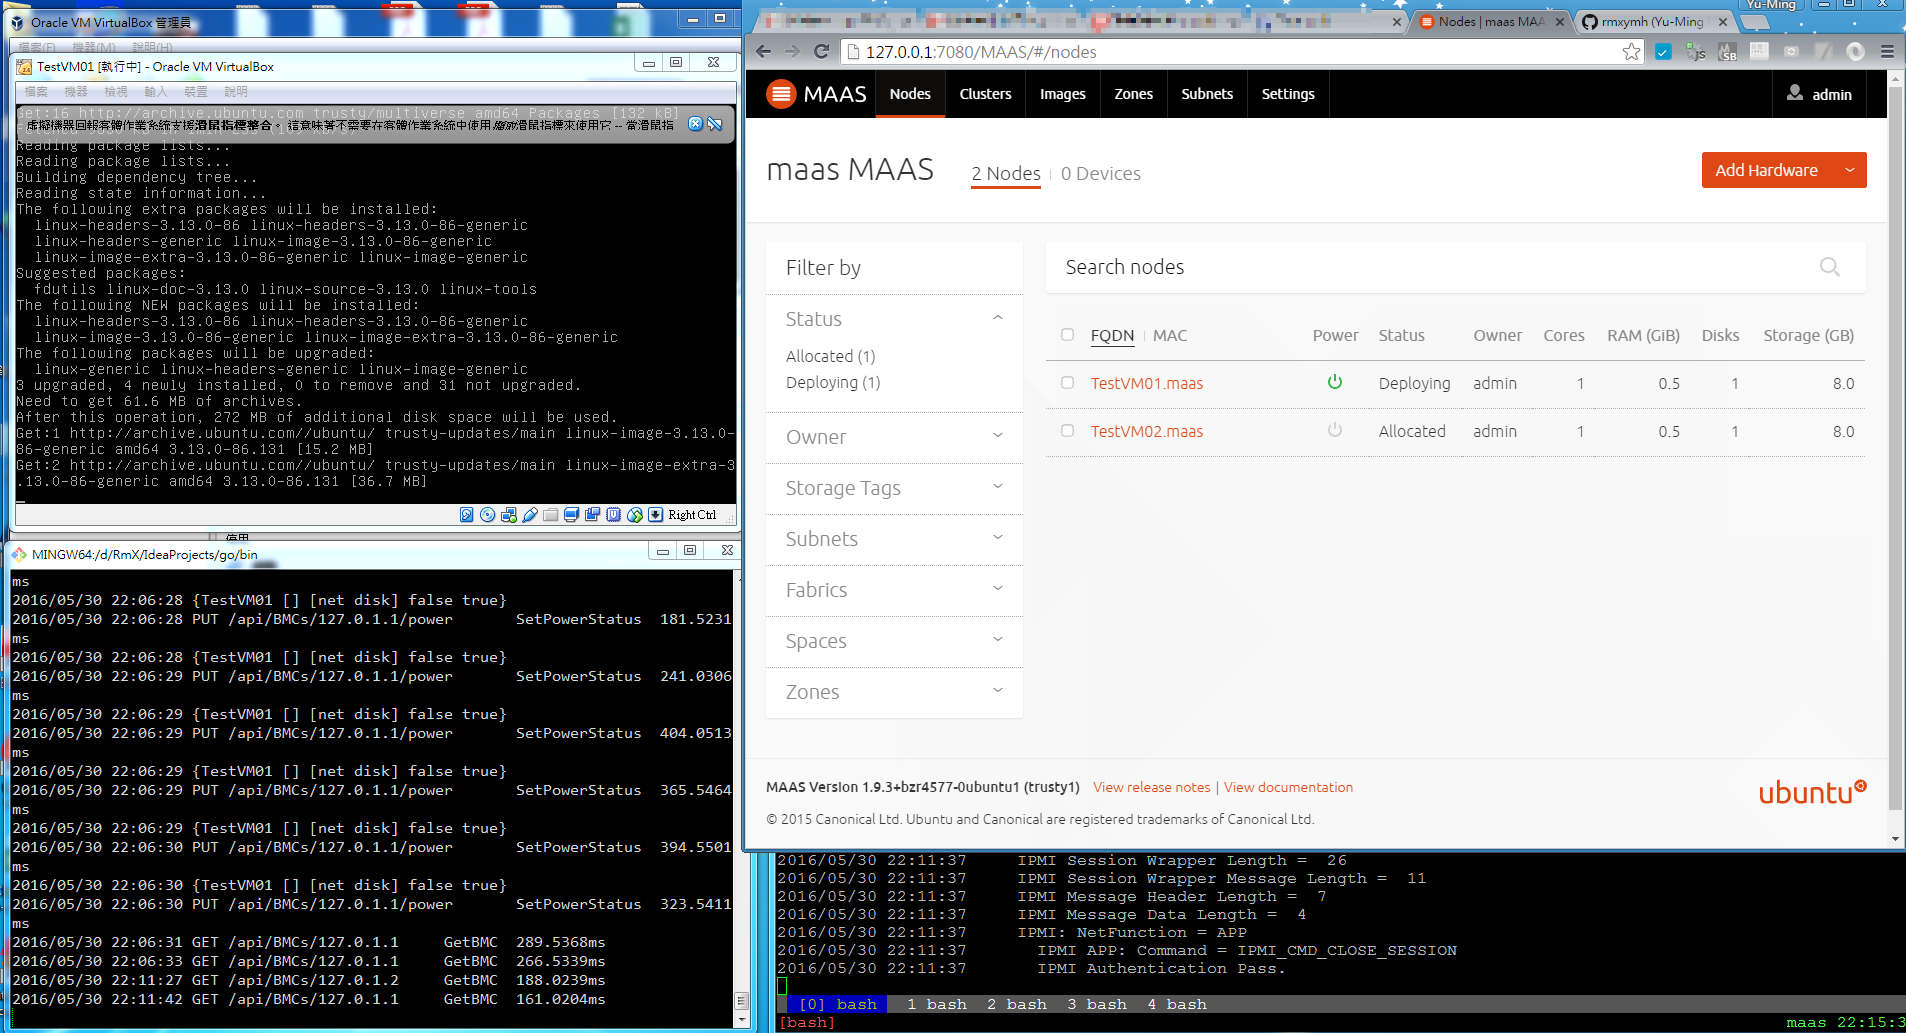 Oracle VM VirtualBox 管理員
檔案(F) 機器(M) 說明(H)
TestVM01 [執行中] - Oracle VM VirtualBox
檔案 機器 檢視 輸入 裝置 說明
Get:16 http://archive.ubuntu.com trusty/multiverse amd64 Packages [132 kB]
虛擬機器回報客體作業系統支援滑鼠指標整合。 這意味著不需要在客體作業系統中使用 滑鼠指標來使用它 -- 當滑鼠指
Reading package lists...
Reading package lists...
Building dependency tree...
Reading state information...
The following extra packages will be installed:
linux-headers-3.13.0-86 linux-headers-3.13.0-86-generic
linux-headers-generic linux-image-3.13.0-86-generic
linux-image-extra-3.13.0-86-generic linux-image-generic
Suggested packages:
fdutils linux-doc-3.13.0 linux-source-3.13.0 linux-tools
The following NEW packages will be installed:
linux-headers-3.13.0-86 linux-headers-3.13.0-86-generic
linux-image-3.13.0-86-generic linux-image-extra-3.13.0-86-generic
The following packages will be upgraded:
linux-generic linux-headers-generic linux-image-generic
3 upgraded, 4 newly installed, 0 to remove and 31 not upgraded.
Need to get 61.6 MB of archives.
After this operation, 272 MB of additional disk space will be used.
Get:1 http://archive.ubuntu.com//ubuntu/ trusty-updates/main linux-image-3.13.0-
86-generic amd64 3.13.0-86.131 [15.2 MB]
Get:2 http://archive.ubuntu.com//ubuntu/ trusty-updates/main linux-image-extra-3
.13.0-86-generic amd64 3.13.0-86.131 [36.7 MB]
Right Ctrl
停用
MINGW64:/d/RmX/IdeaProjects/go/bin
ms
2016/05/30 22:06:28 {TestVM01 [] [net disk] false true}
2016/05/30 22:06:28 PUT /api/BMCs/127.0.1.1/power SetPowerStatus 181.5231
ms
2016/05/30 22:06:28 {TestVM01 [] [net disk] false true}
2016/05/30 22:06:29 PUT /api/BMCs/127.0.1.1/power SetPowerStatus 241.0306
ms
2016/05/30 22:06:29 {TestVM01 [] [net disk] false true}
2016/05/30 22:06:29 PUT /api/BMCs/127.0.1.1/power SetPowerStatus 404.0513
ms
2016/05/30 22:06:29 {TestVM01 [] [net disk] false true}
2016/05/30 22:06:29 PUT /api/BMCs/127.0.1.1/power SetPowerStatus 365.5464
ms
2016/05/30 22:06:29 {TestVM01 [] [net disk] false true}
2016/05/30 22:06:30 PUT /api/BMCs/127.0.1.1/power SetPowerStatus 394.5501
ms
2016/05/30 22:06:30 {TestVM01 [] [net disk] false true}
2016/05/30 22:06:30 PUT /api/BMCs/127.0.1.1/power SetPowerStatus 323.5411
ms
2016/05/30 22:06:31 GET /api/BMCs/127.0.1.1 GetBMC 289.5368ms
2016/05/30 22:06:33 GET /api/BMCs/127.0.1.1 GetBMC 266.5339ms
2016/05/30 22:11:27 GET /api/BMCs/127.0.1.2 GetBMC 188.0239ms
2016/05/30 22:11:42 GET /api/BMCs/127.0.1.1 GetBMC 161.0204ms
Yu-Ming
Nodes | maas MAA
rmxymh (Yu-Ming
127.0.0.1:7080/MAAS/#/nodes
JS SB
MAAS Nodes Clusters Images Zones Subnets Settings admin
maas MAAS 2 Nodes 0 Devices Add Hardware
Filter by
Status
Allocated (1)
Deploying (1)
Owner
Storage Tags
Subnets
Fabrics
Spaces
Zones
Search nodes
FQDN MAC Power Status Owner Cores RAM (GiB) Disks Storage (GB)
TestVM01.maas Deploying admin 1 0.5 1 8.0
TestVM02.maas Allocated admin 1 0.5 1 8.0
MAAS Version 1.9.3+bzr4577-0ubuntu1 (trusty1) View release notes | View documentation
© 2015 Canonical Ltd. Ubuntu and Canonical are registered trademarks of Canonical Ltd.
ubuntu
2016/05/30 22:11:37 IPMI Session Wrapper Length = 26
2016/05/30 22:11:37 IPMI Session Wrapper Message Length = 11
2016/05/30 22:11:37 IPMI Message Header Length = 7
2016/05/30 22:11:37 IPMI Message Data Length = 4
2016/05/30 22:11:37 IPMI: NetFunction = APP
2016/05/30 22:11:37 IPMI APP: Command = IPMI_CMD_CLOSE_SESSION
2016/05/30 22:11:37 IPMI Authentication Pass.
[0] bash 1 bash 2 bash 3 bash 4 bash
[bash] maas 22:15:3